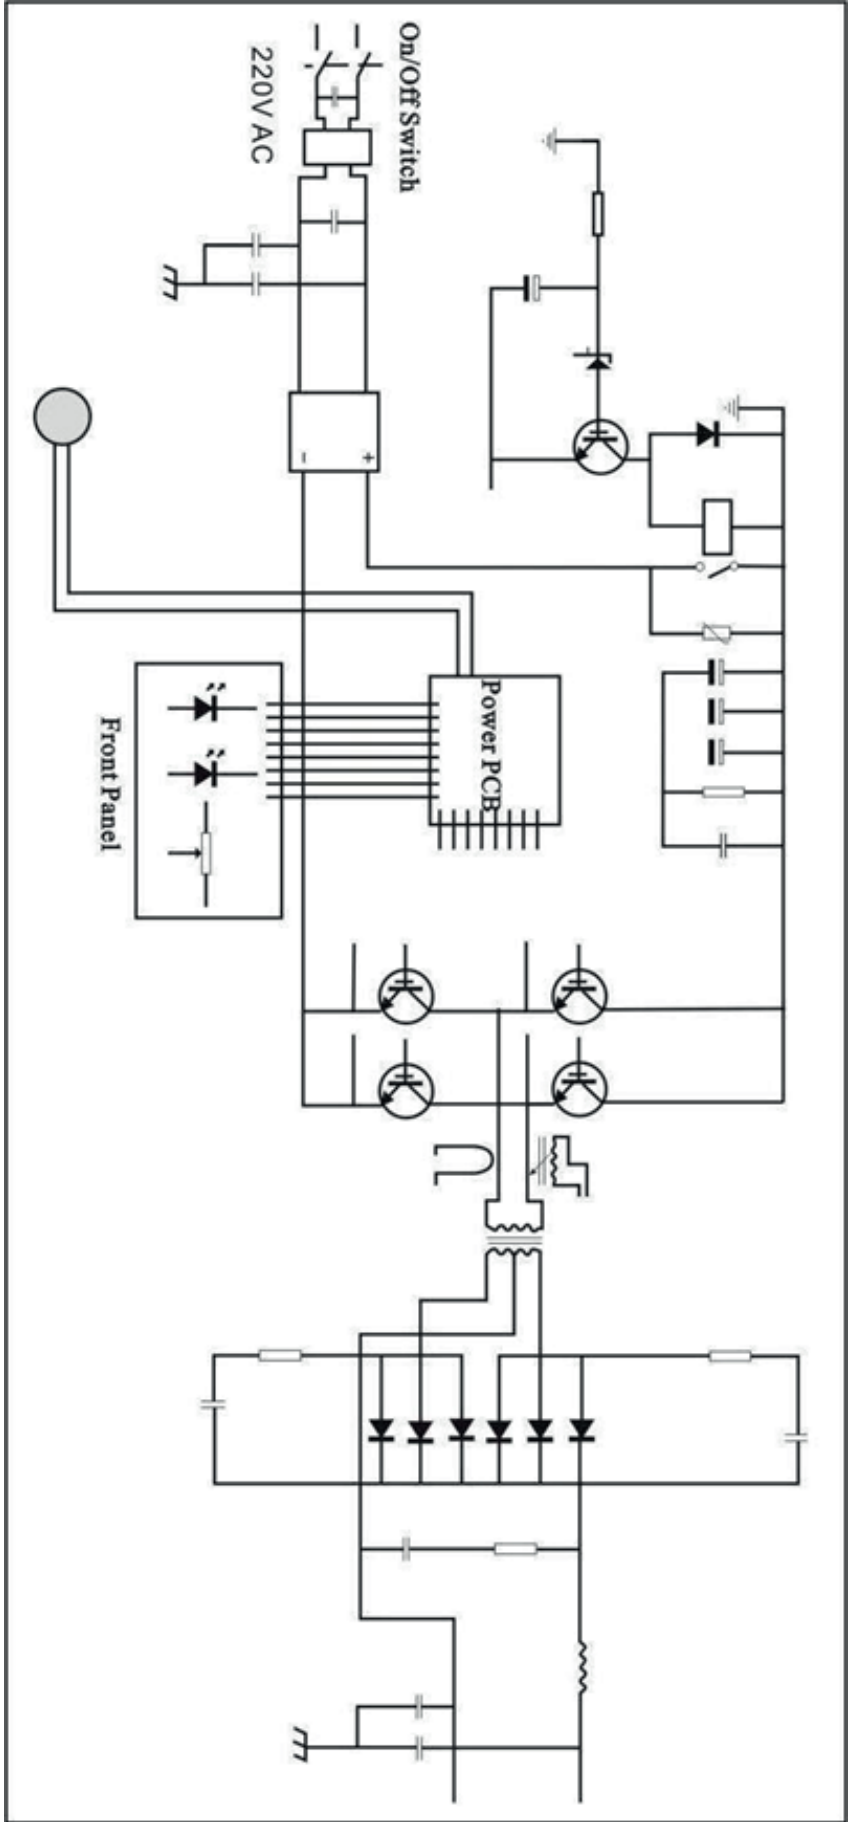 On/Off Switch
220V AC
- +
Power PCB
Front Panel